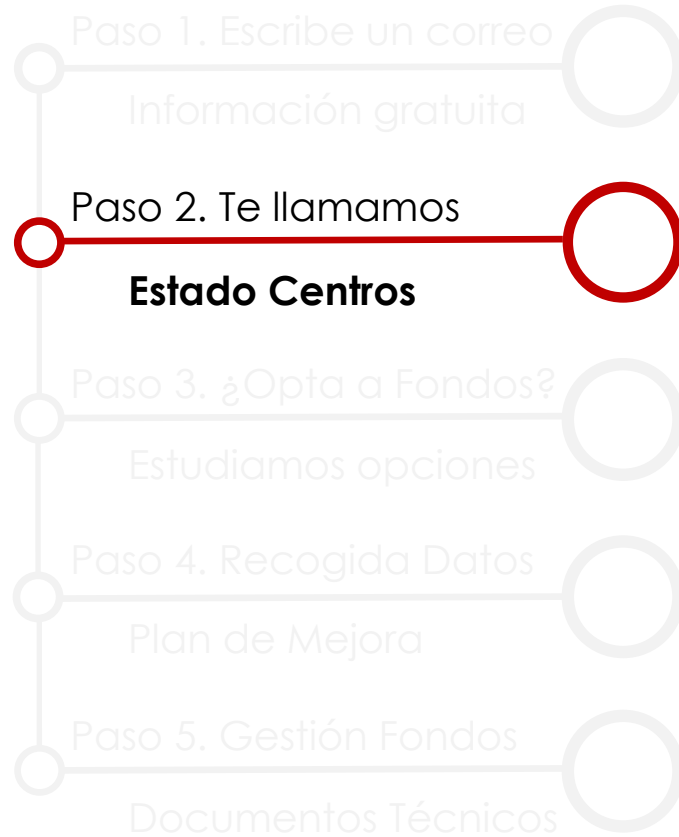 Paso 1. Escribe un correo
Información gratuita
Paso 2. Te llamamos
Estado Centros
Paso 3. ¿Opta a Fondos?
Estudiamos opciones
Paso 4. Recogida Datos
Plan de Mejora
Paso 5. Gestión Fondos
Documentos Técnicos